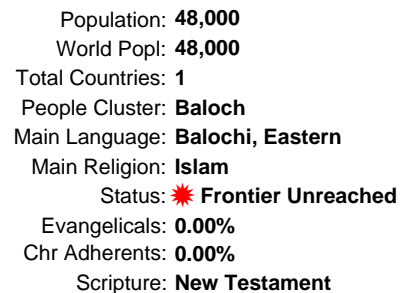 Population: 48,000
World Popl: 48,000
Total Countries: 1
People Cluster: Baloch
Main Language: Balochi, Eastern
Main Religion: Islam
Status: Frontier Unreached
Evangelicals: 0.00%
Chr Adherents: 0.00%
Scripture: New Testament